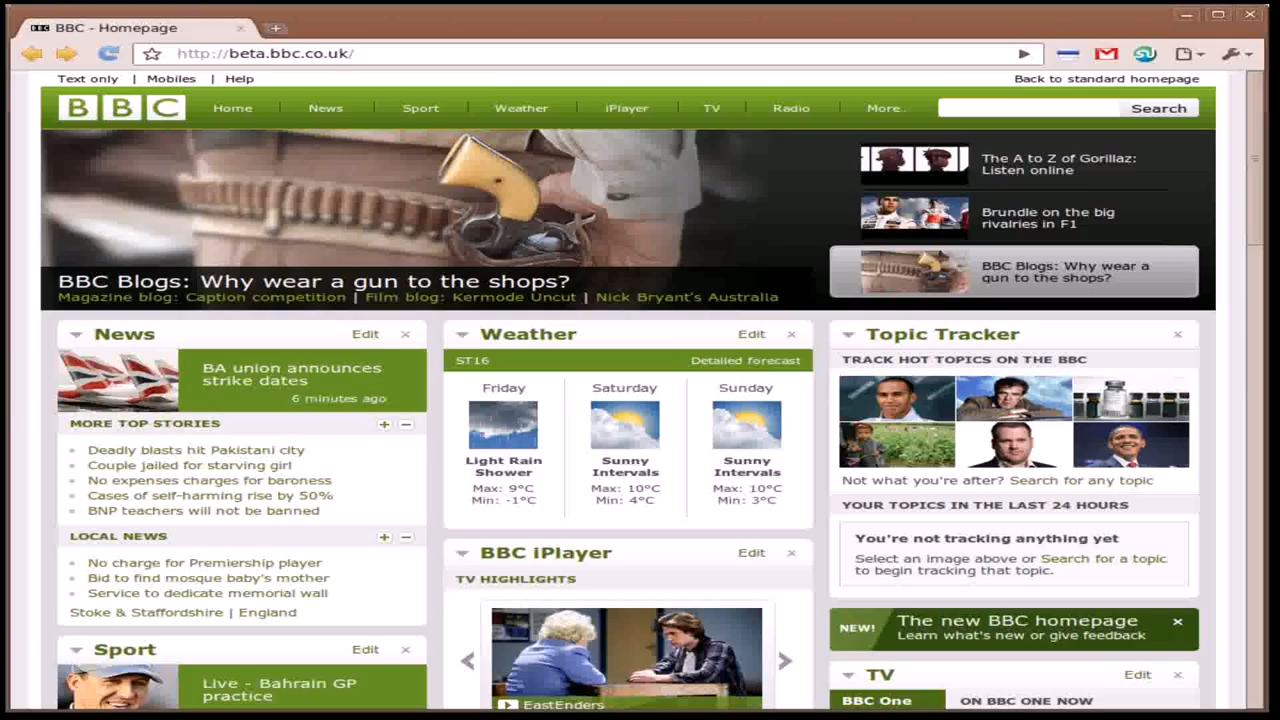 BBC BBC - Homepage
http://beta.bbc.co.uk/
Text only | Mobiles | Help
Back to standard homepage
BBC
Home
News
Sport
Weather
iPlayer
TV
Radio
More..
Search
The A to Z of Gorillaz:
Listen online
Brundle on the big
rivalries in F1
BBC Blogs: Why wear a
gun to the shops?
BBC Blogs: Why wear a gun to the shops?
Magazine blog: Caption competition | Film blog: Kermode Uncut | Nick Bryant's Australia
News
Edit
BA union announces
strike dates
6 minutes ago
MORE TOP STORIES
Deadly blasts hit Pakistani city
Couple jailed for starving girl
No expenses charges for baroness
Cases of self-harming rise by 50%
BNP teachers will not be banned
LOCAL NEWS
No charge for Premiership player
Bid to find mosque baby's mother
Service to dedicate memorial wall
Stoke & Staffordshire | England
Sport
Edit
Live - Bahrain GP
practice
Weather
Edit
ST16
Detailed forecast
Friday
Light Rain
Shower
Max: 9°C
Min: -1°C
Saturday
Sunny
Intervals
Max: 10°C
Min: 4°C
Sunday
Sunny
Intervals
Max: 10°C
Min: 3°C
BBC iPlayer
Edit
TV HIGHLIGHTS
EastEnders
Topic Tracker
TRACK HOT TOPICS ON THE BBC
Not what you're after? Search for any topic
YOUR TOPICS IN THE LAST 24 HOURS
You're not tracking anything yet
Select an image above or Search for a topic
to begin tracking that topic.
NEW!
The new BBC homepage
Learn what's new or give feedback
TV
Edit
BBC One
ON BBC ONE NOW